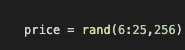 price = rand(6:25,256)